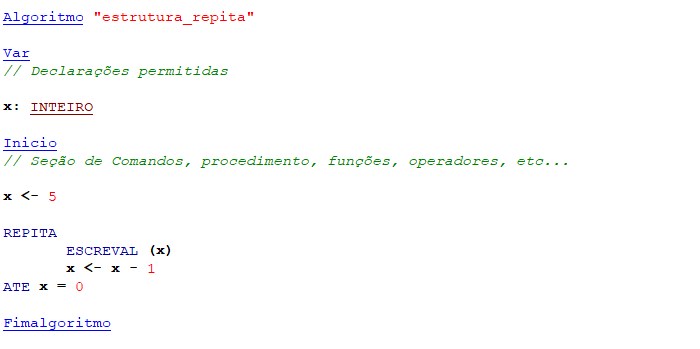 Algoritmo "estrutura_repita"
Var
// Declarações permitidas
x: INTEIRO
Inicio
// Seção de Comandos, procedimento, funções, operadores, etc...
x <- 5
REPITA
ESCREVAL (x)
x <- x - 1
ATE x = 0
Fimalgoritmo